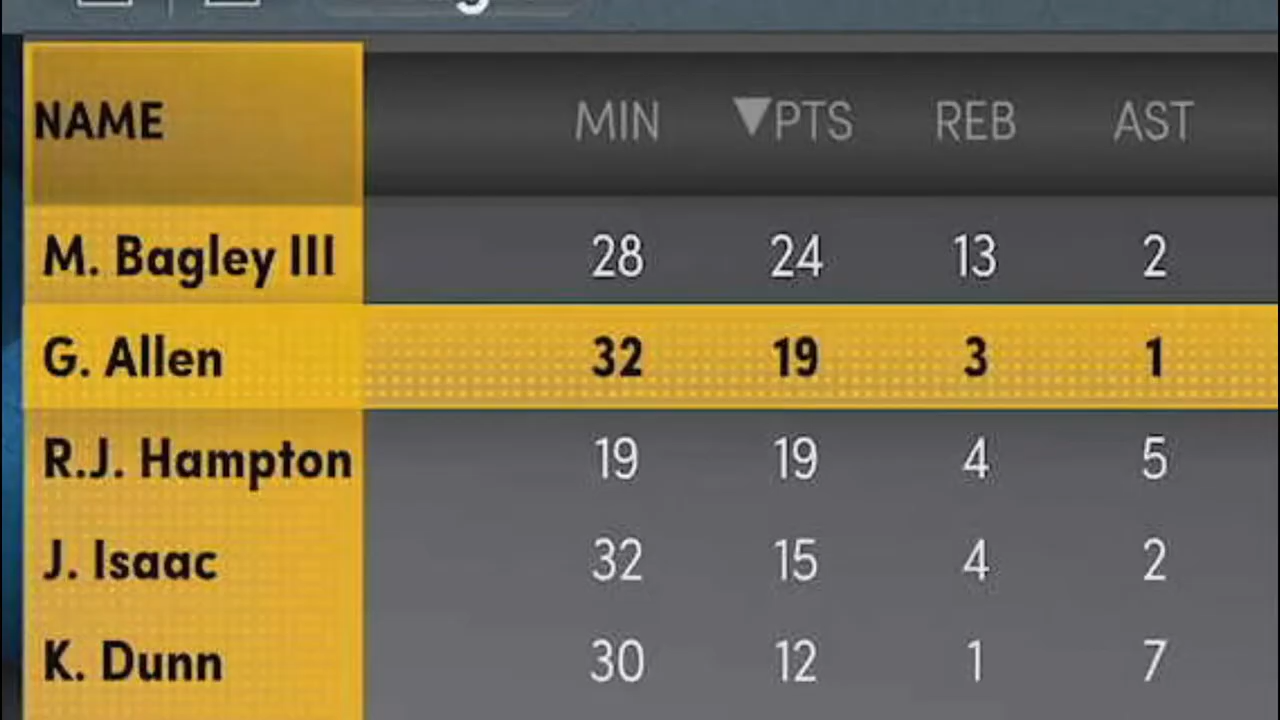 NAME MIN ▼PTS REB AST
M. Bagley III 28 24 13 2
G. Allen 32 19 3 1
R.J. Hampton 19 19 4 5
J. Isaac 32 15 4 2
K. Dunn 30 12 1 7